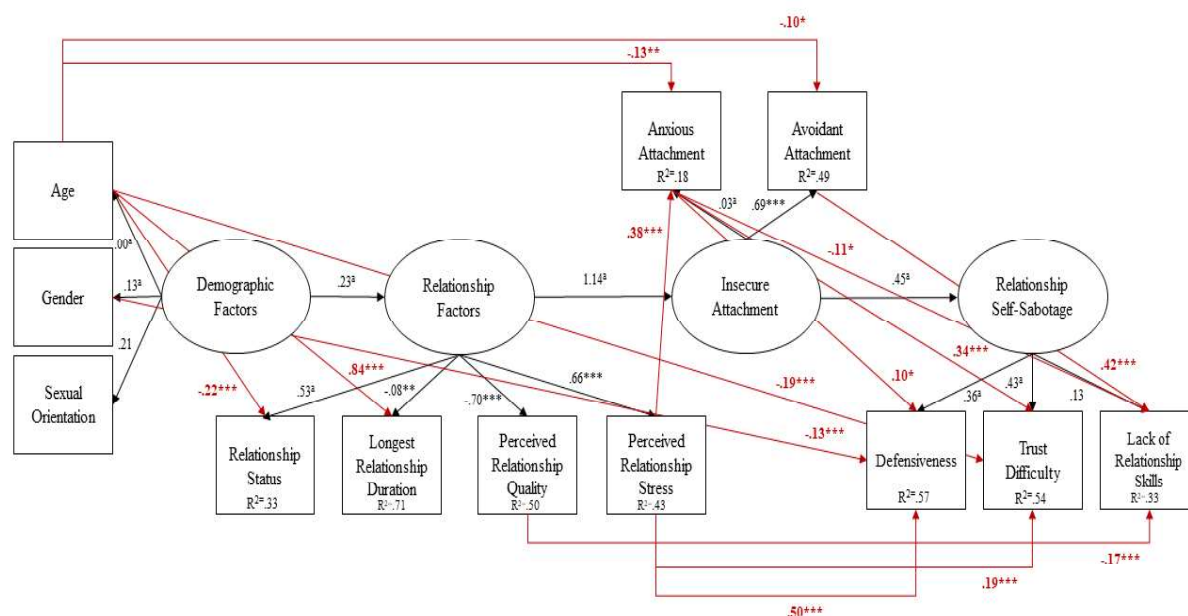 -.10*
-.13**
Anxious
Attachment
R²=.18
Avoidant
Attachment
R²=.49
Age
.00ª
.03ª
.69***
.38***
-.11*
Gender
.13ª
Demographic
Factors
.23ª
Relationship
Factors
1.14ª
Insecure
Attachment
.45ª
Relationship
Self-Sabotage
.21
Sexual
Orientation
-.22***
.53ª
.84***
-.08**
-.70***
.66***
-.19***
-.13***
.10*
.34***
.42***
.36ª
.43ª
.13
Relationship
Status
R²=.33
Longest
Relationship
Duration
R²=.71
Perceived
Relationship
Quality
R²=.50
Perceived
Relationship
Stress
R²=.43
Defensiveness
R²=.57
Trust
Difficulty
R²=.54
Lack of
Relationship
Skills
R²=.33
-.17***
.19***
.50***